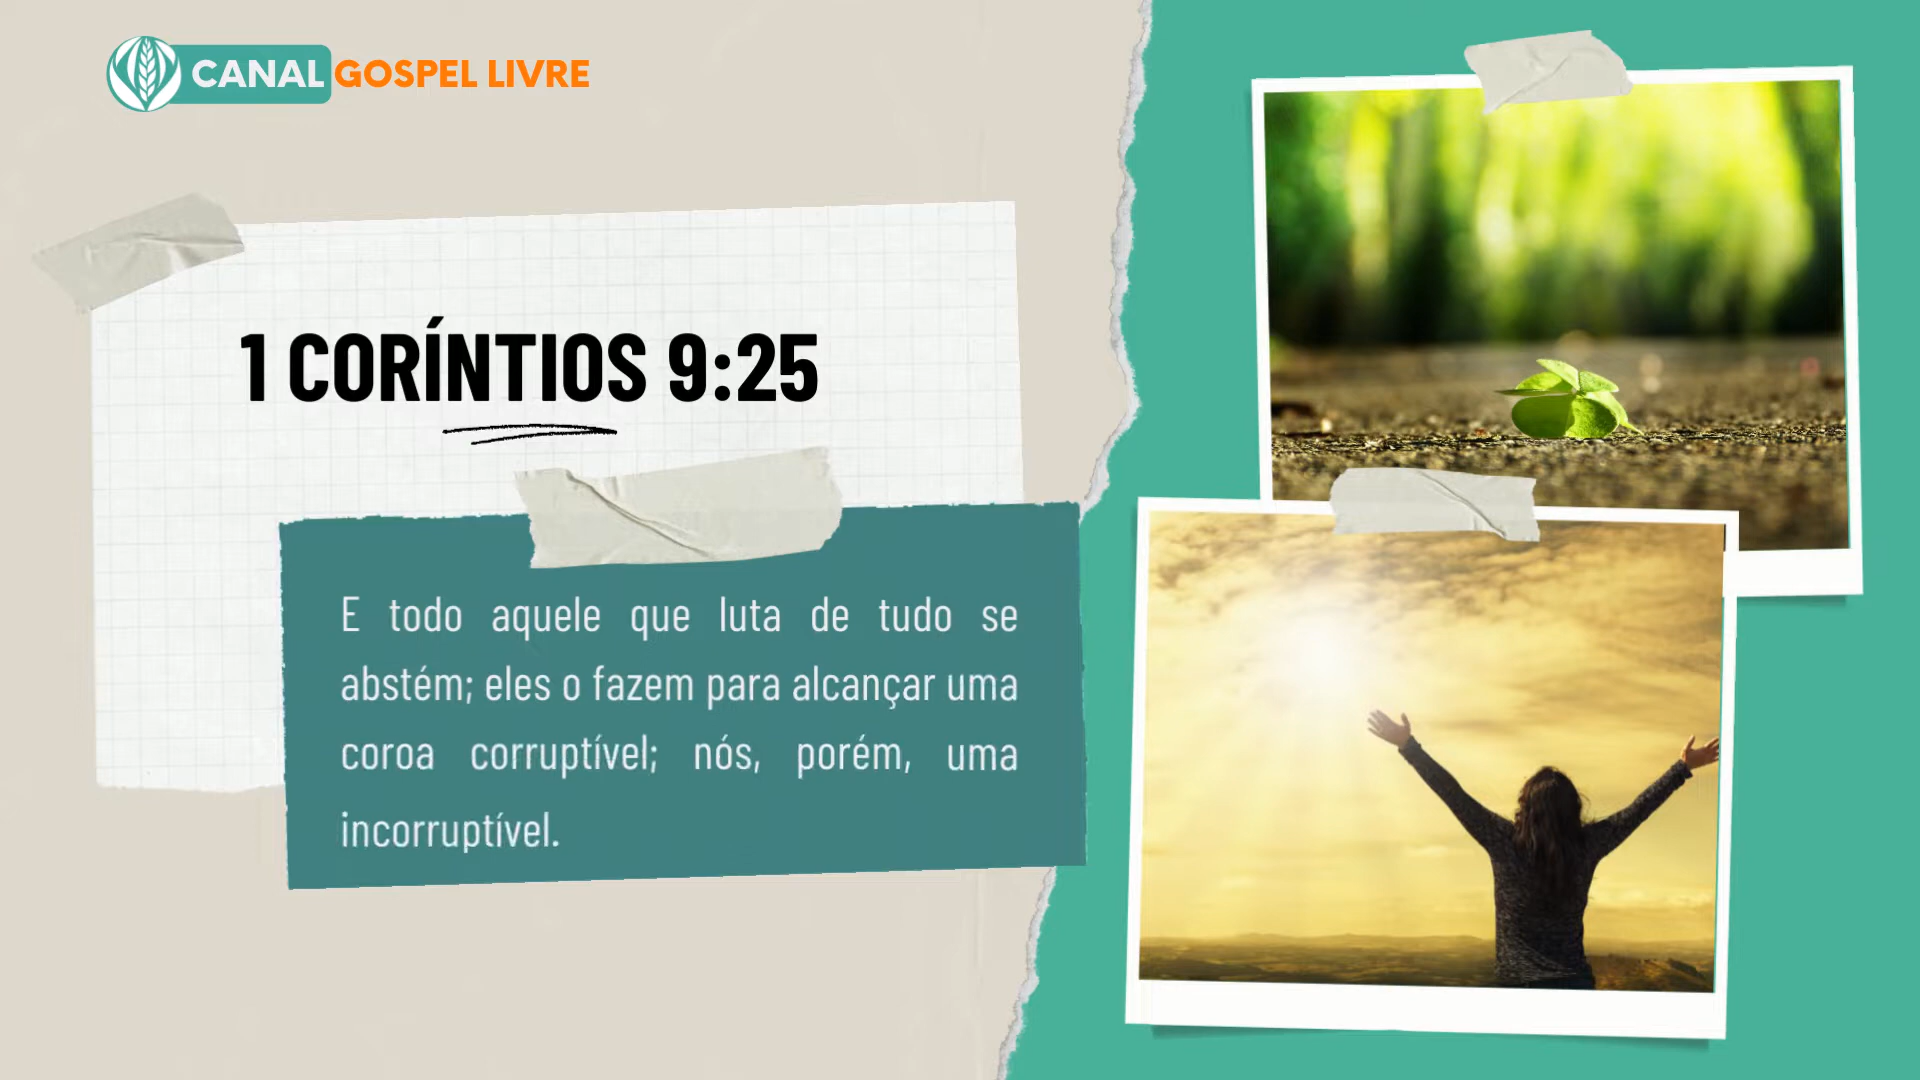 CANAL GOSPEL LIVRE
1 CORÍNTIOS 9:25
E todo aquele que luta de tudo se
abstém; eles o fazem para alcançar uma
coroa corruptível; nós, porém, uma
incorruptível.